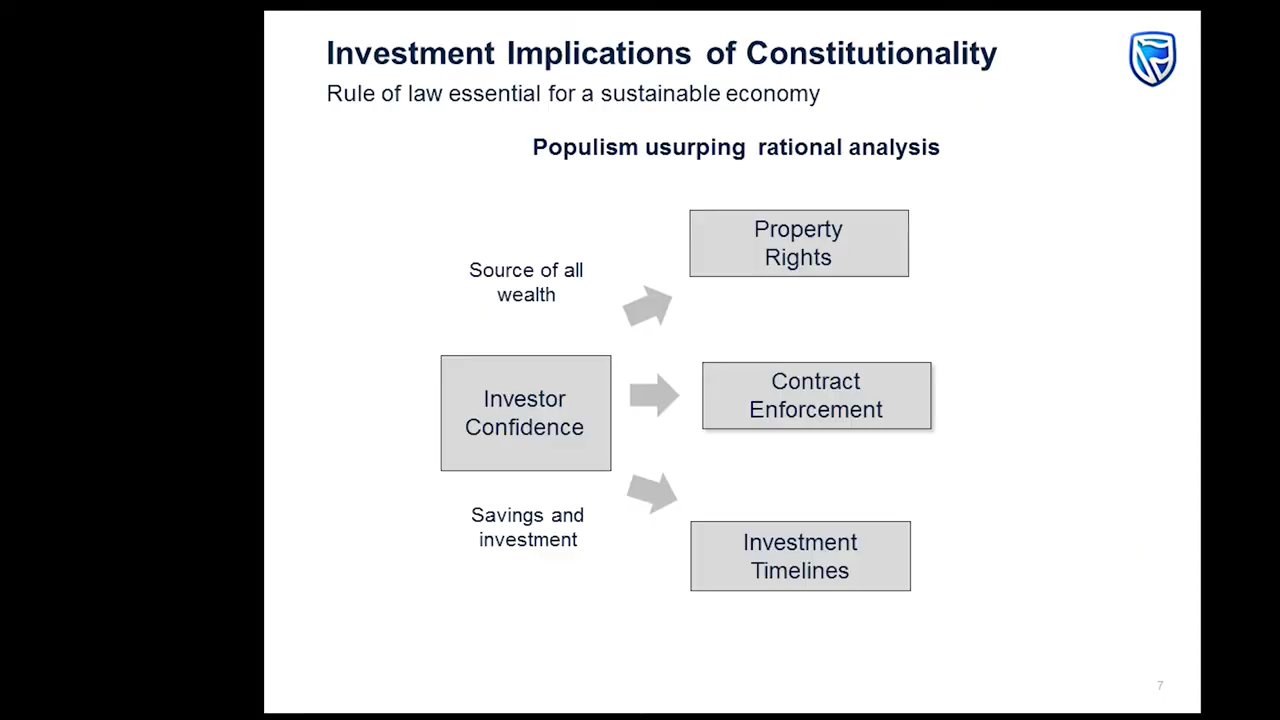 Investment Implications of Constitutionality
Rule of law essential for a sustainable economy
Populism usurping rational analysis
Property
Rights
Source of all
wealth
Investor
Confidence
Contract
Enforcement
Savings and
investment
Investment
Timelines
7